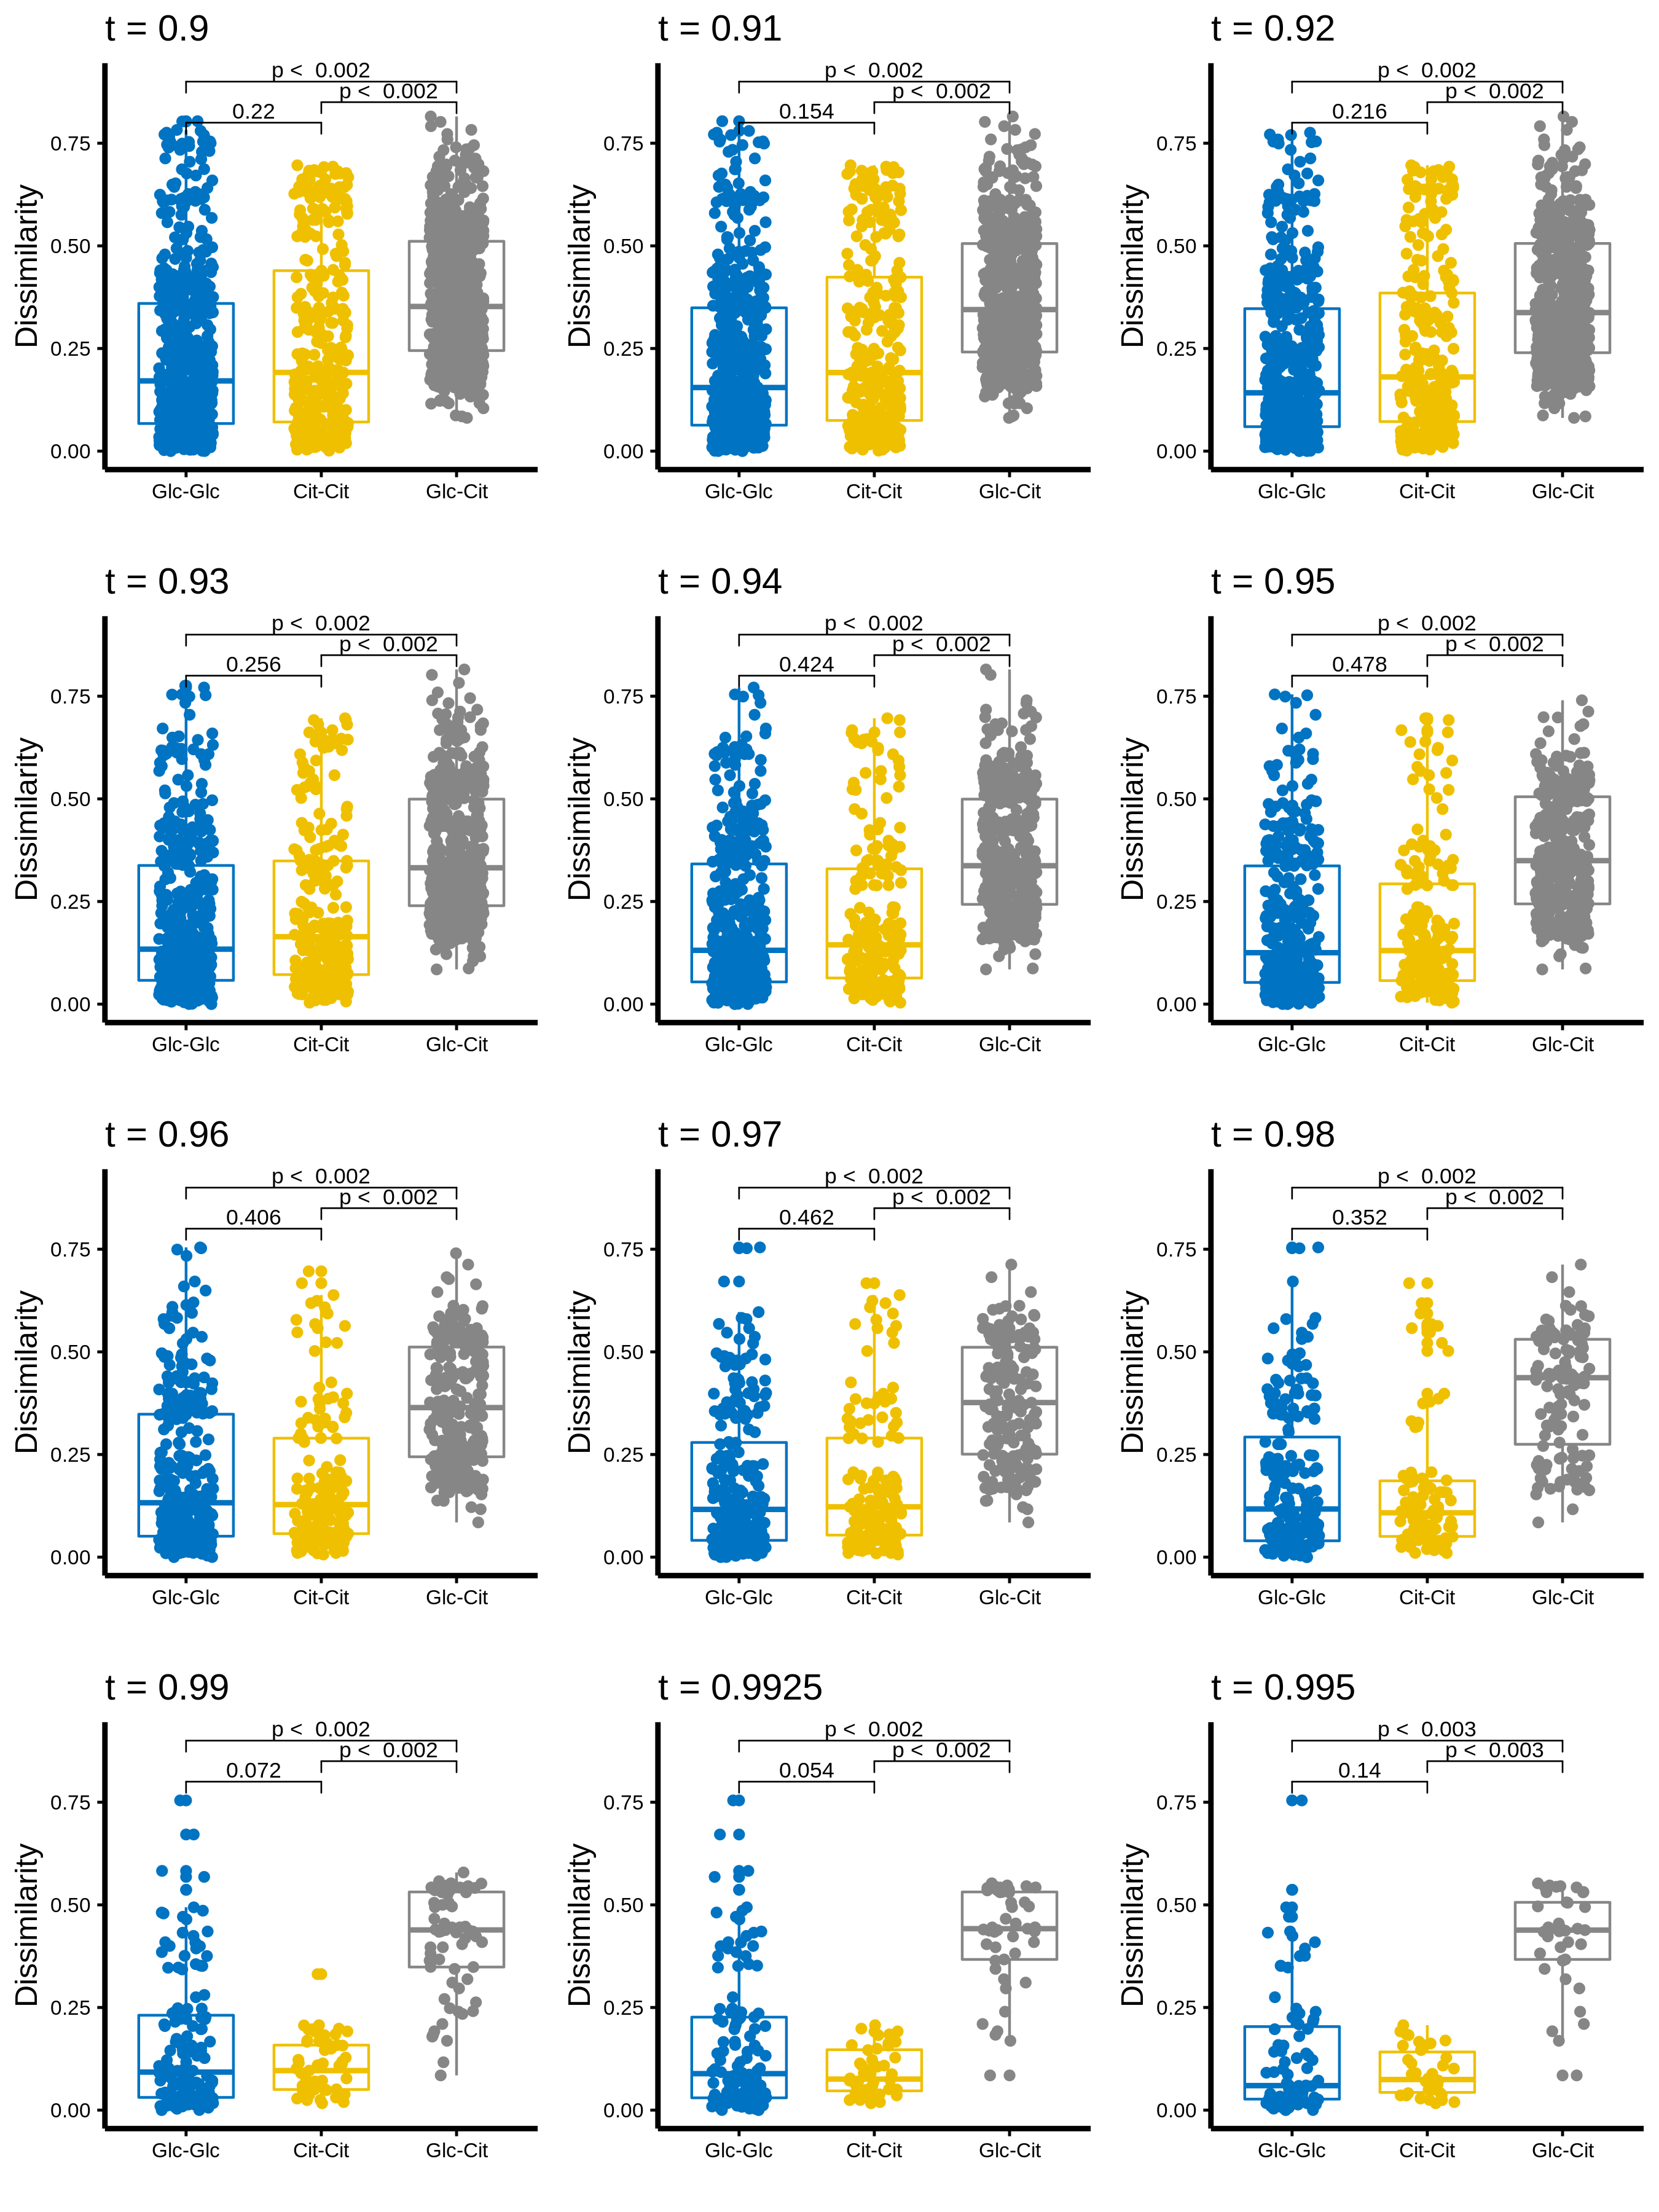 t = 0.9
p < 0.002
p < 0.002
0.22
0.75
0.50
0.25
0.00
Dissimilarity
Glc-Glc Cit-Cit Glc-Cit
t = 0.91
p < 0.002
p < 0.002
0.154
0.75
0.50
0.25
0.00
Dissimilarity
Glc-Glc Cit-Cit Glc-Cit
t = 0.92
p < 0.002
p < 0.002
0.216
0.75
0.50
0.25
0.00
Dissimilarity
Glc-Glc Cit-Cit Glc-Cit
t = 0.93
p < 0.002
p < 0.002
0.256
0.75
0.50
0.25
0.00
Dissimilarity
Glc-Glc Cit-Cit Glc-Cit
t = 0.94
p < 0.002
p < 0.002
0.424
0.75
0.50
0.25
0.00
Dissimilarity
Glc-Glc Cit-Cit Glc-Cit
t = 0.95
p < 0.002
p < 0.002
0.478
0.75
0.50
0.25
0.00
Dissimilarity
Glc-Glc Cit-Cit Glc-Cit
t = 0.96
p < 0.002
p < 0.002
0.406
0.75
0.50
0.25
0.00
Dissimilarity
Glc-Glc Cit-Cit Glc-Cit
t = 0.97
p < 0.002
p < 0.002
0.462
0.75
0.50
0.25
0.00
Dissimilarity
Glc-Glc Cit-Cit Glc-Cit
t = 0.98
p < 0.002
p < 0.002
0.352
0.75
0.50
0.25
0.00
Dissimilarity
Glc-Glc Cit-Cit Glc-Cit
t = 0.99
p < 0.002
p < 0.002
0.072
0.75
0.50
0.25
0.00
Dissimilarity
Glc-Glc Cit-Cit Glc-Cit
t = 0.9925
p < 0.002
p < 0.002
0.054
0.75
0.50
0.25
0.00
Dissimilarity
Glc-Glc Cit-Cit Glc-Cit
t = 0.995
p < 0.003
p < 0.003
0.14
0.75
0.50
0.25
0.00
Dissimilarity
Glc-Glc Cit-Cit Glc-Cit